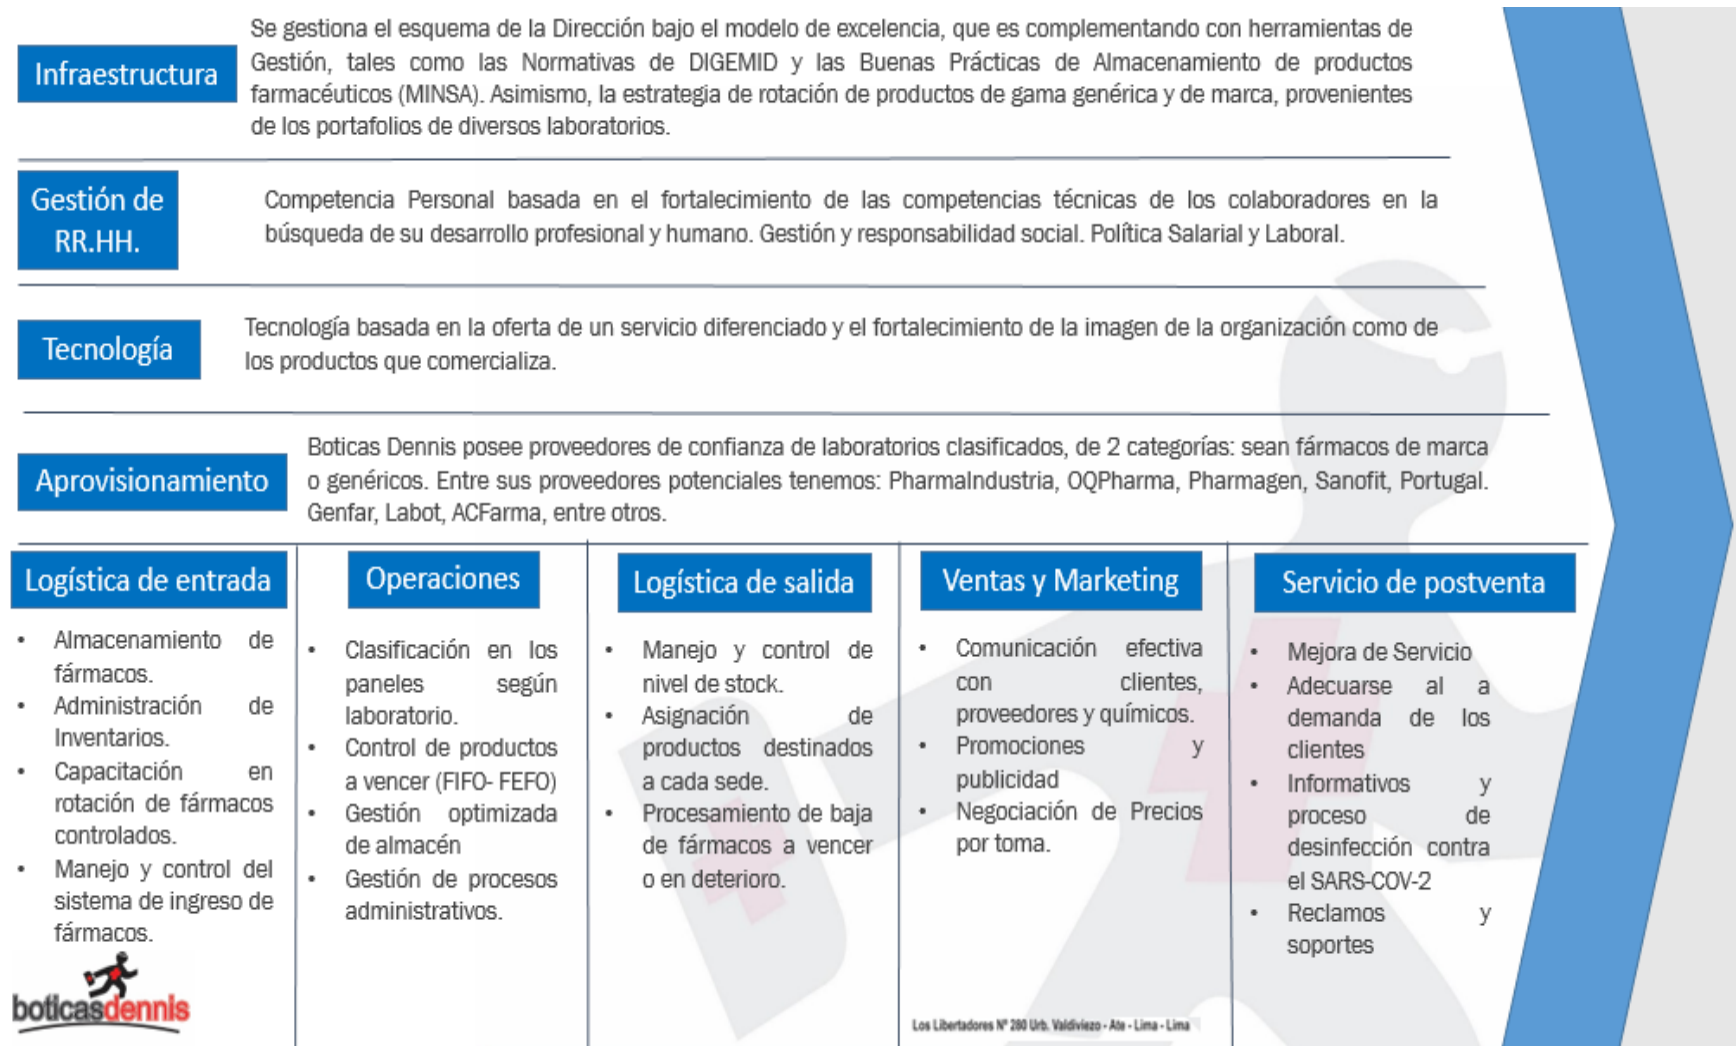 Se gestiona el esquema de la Dirección bajo el modelo de excelencia, que es complementando con herramientas de
Infraestructura
Gestión, tales como las Normativas de DIGEMID y las Buenas Prácticas de Almacenamiento de productos
farmacéuticos (MINSA). Asimismo, la estrategia de rotación de productos de gama genérica y de marca, provenientes
de los portafolios de diversos laboratorios.
Gestión de
RR.HH.
Competencia Personal basada en el fortalecimiento de las competencias técnicas de los colaboradores en la
búsqueda de su desarrollo profesional y humano. Gestión y responsabilidad social. Política Salarial y Laboral.
Tecnología
Tecnología basada en la oferta de un servicio diferenciado y el fortalecimiento de la imagen de la organización como de
los productos que comercializa.
Aprovisionamiento
Boticas Dennis posee proveedores de confianza de laboratorios clasificados, de 2 categorías: sean fármacos de marca
o genéricos. Entre sus proveedores potenciales tenemos: PharmaIndustria, OQPharma, Pharmagen, Sanofit, Portugal.
Genfar, Labot, ACFarma, entre otros.
Logística de entrada
• Almacenamiento de
fármacos.
• Administración de
Inventarios.
• Capacitación en
rotación de fármacos
controlados.
• Manejo y control del
sistema de ingreso de
fármacos.
Operaciones
• Clasificación en los
paneles según
laboratorio.
• Control de productos
a vencer (FIFO- FEFO)
• Gestión optimizada
de almacén
• Gestión de procesos
administrativos.
Logística de salida
• Manejo y control de
nivel de stock.
• Asignación de
productos destinados
a cada sede.
• Procesamiento de baja
de fármacos a vencer
o en deterioro.
Ventas y Marketing
• Comunicación efectiva
con clientes,
proveedores y químicos.
• Promociones y
publicidad
• Negociación de Precios
por toma.
Servicio de postventa
• Mejora de Servicio
• Adecuarse al a
demanda de los
clientes
• Informativos y
proceso de
desinfección contra
el SARS-COV-2
• Reclamos y
soportes
boticasdennis
Los Libertadores Nº 280 Urb. Valdiviezo - Ate - Lima - Lima